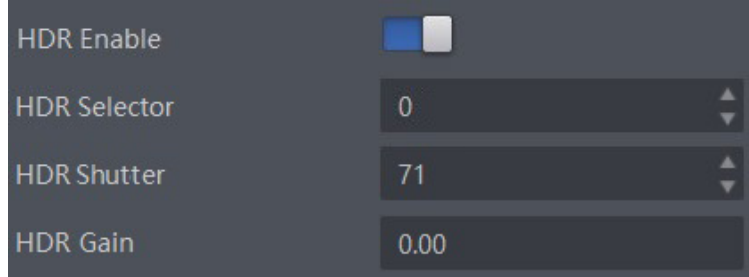 HDR Enable
HDR Selector 0
HDR Shutter 71
HDR Gain 0.00